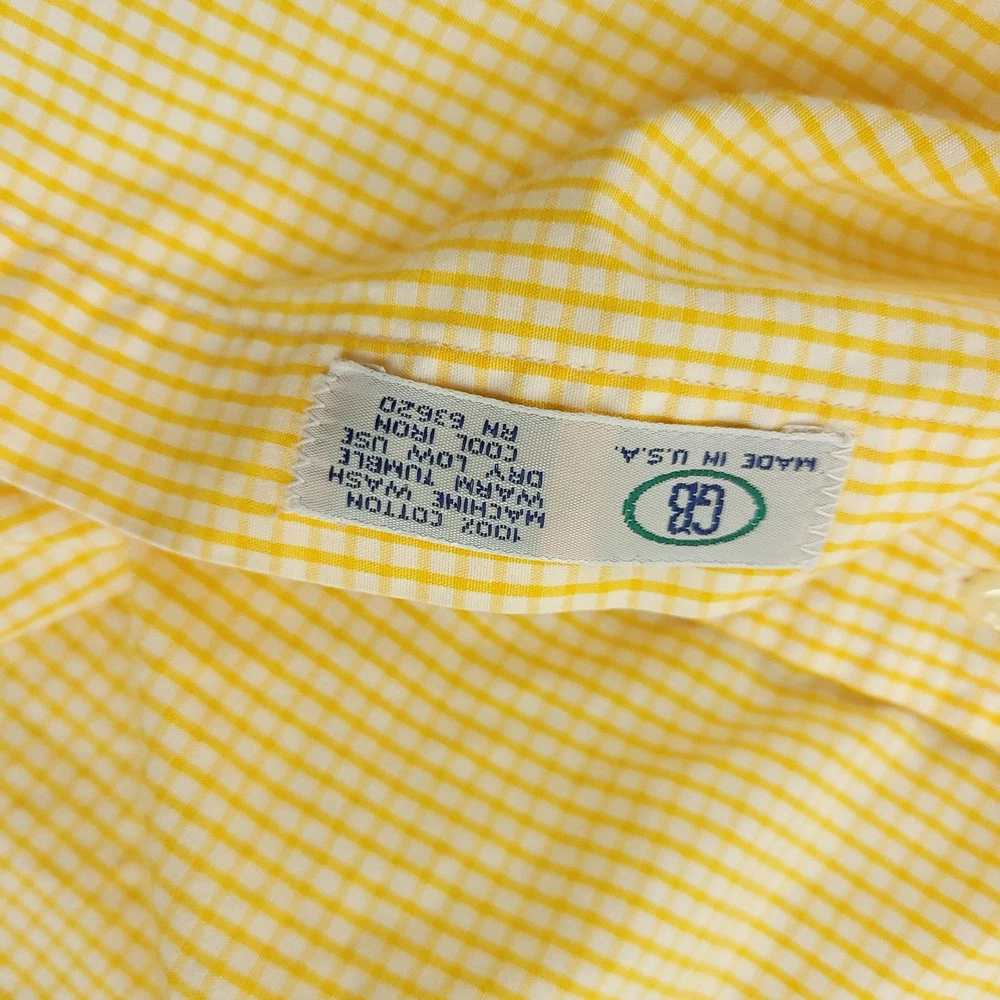 MADE IN U.S.A.
GB
100% COTTON
MACHINE WASH
WARM TUMBLE
DRY LOW USE
COOL IRON
RN 63620